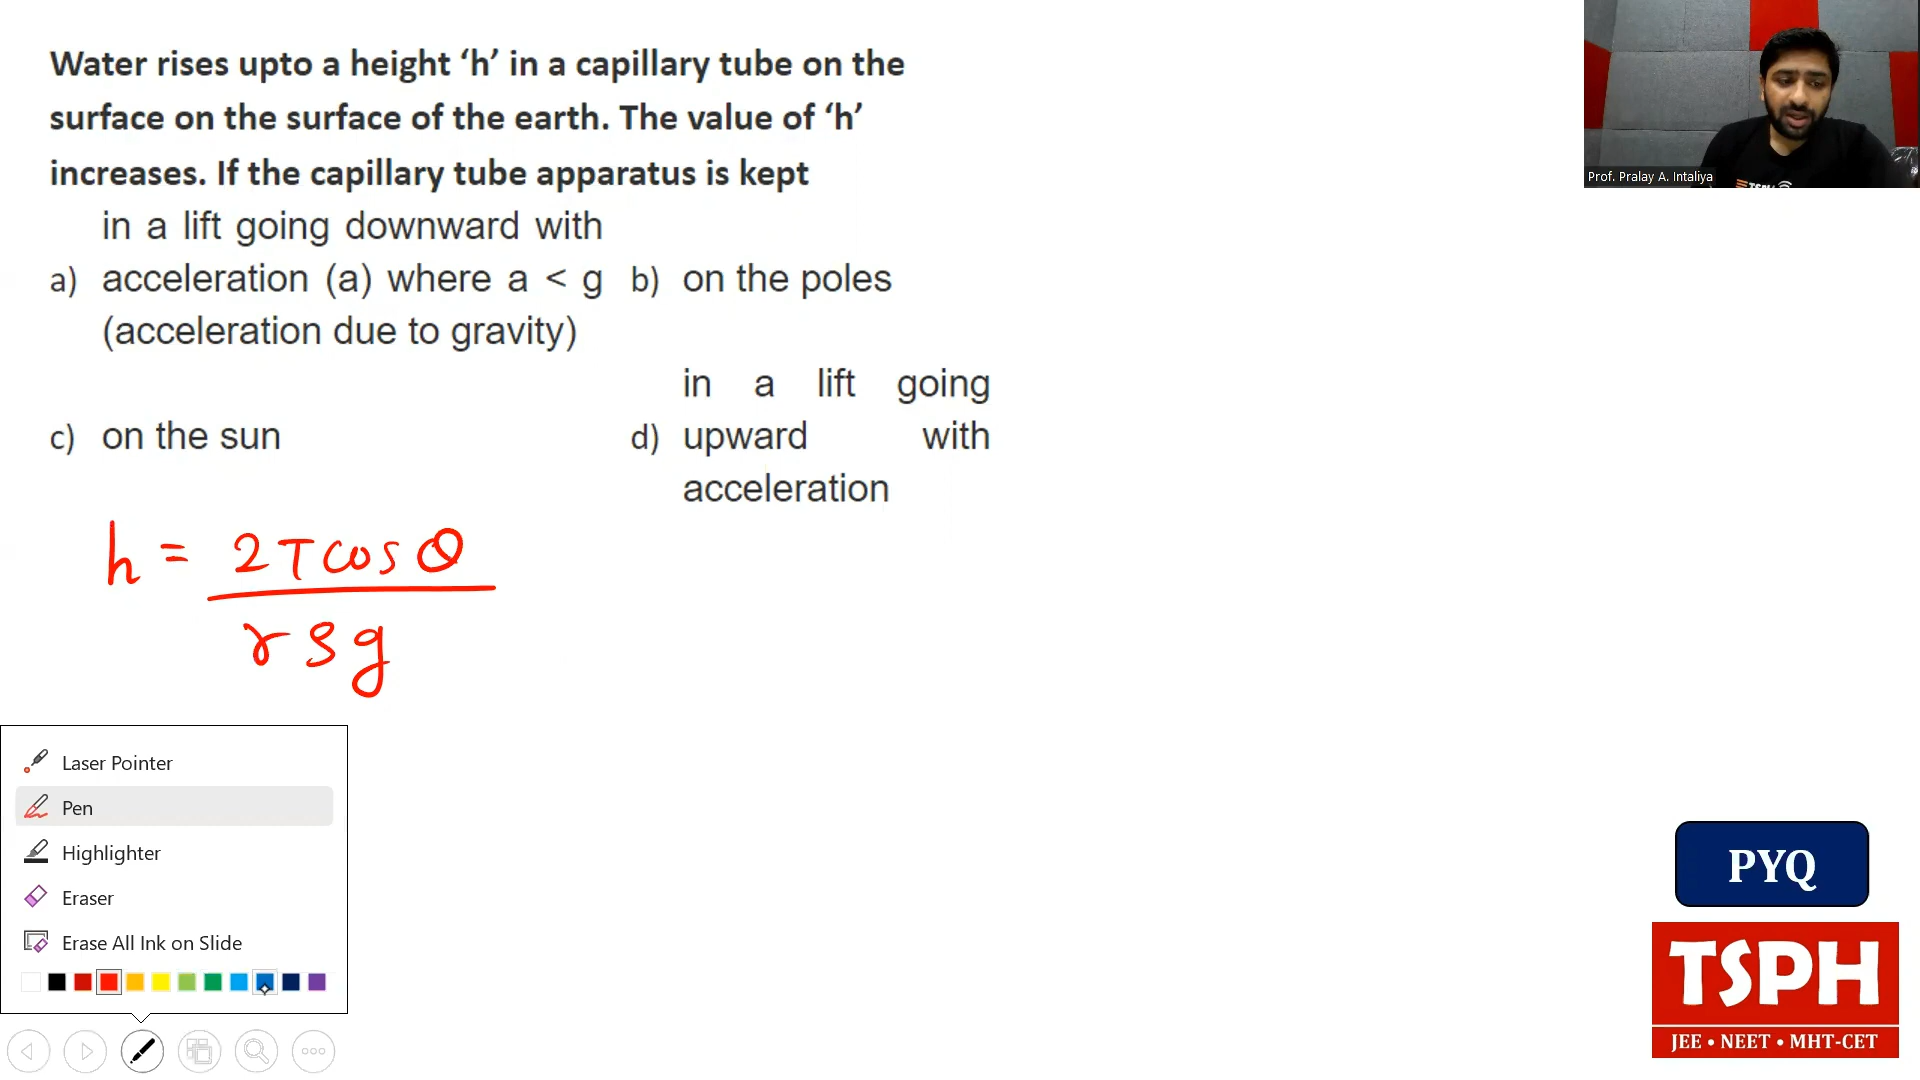 Water rises upto a height ‘h’ in a capillary tube on the
surface on the surface of the earth. The value of ‘h’
increases. If the capillary tube apparatus is kept
in a lift going downward with
a) acceleration (a) where a < g
(acceleration due to gravity)
b) on the poles
c) on the sun
in a lift going
d) upward with
acceleration
h = 2Tcosθ
rρg
Prof. Pralay A. Intaliya
Laser Pointer
Pen
Highlighter
Eraser
Erase All Ink on Slide
PYQ
TSPH
JEE • NEET • MHT-CET